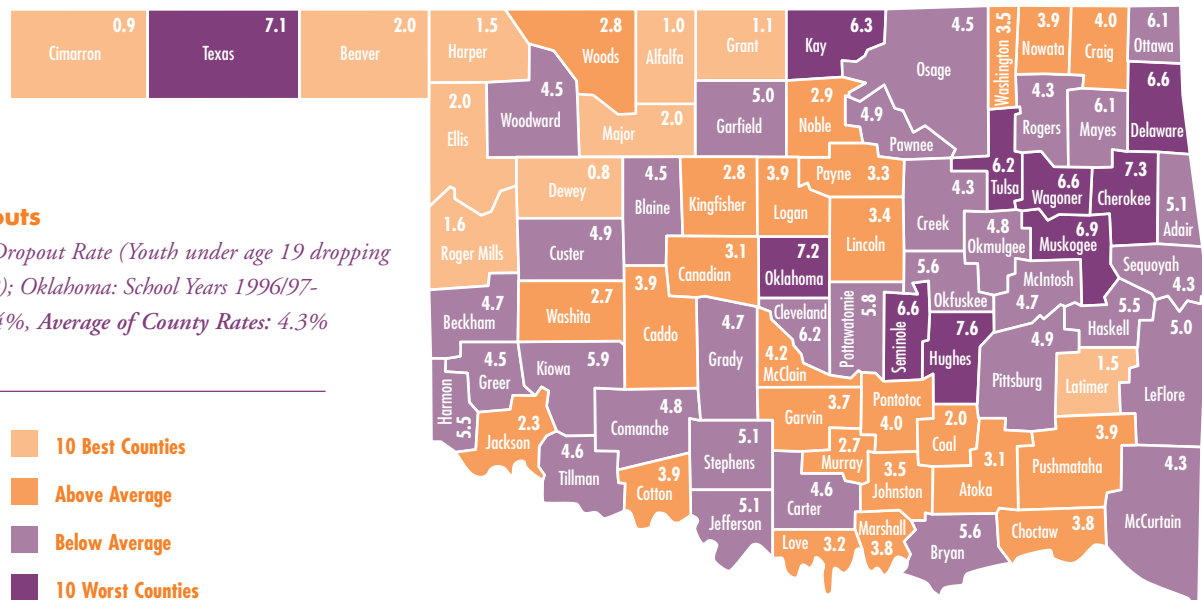 0.9
Cimarron
7.1
Texas
2.0
Beaver
1.5
Harper
2.8
Woods
1.0
Alfalfa
1.1
Grant
6.3
Kay
4.5
Osage
Washington 3.5
3.9
Nowata
4.0
Craig
6.1
Ottawa
2.0
Ellis
4.5
Woodward
2.0
Major
5.0
Garfield
2.9
Noble
4.9
Pawnee
4.3
Rogers
6.1
Mayes
6.6
Delaware
0.8
Dewey
4.5
Blaine
2.8
Kingfisher
3.9
Logan
Payne 3.3
4.3
Creek
6.2
Tulsa
6.6
Wagoner
7.3
Cherokee
5.1
Adair
1.6
Roger Mills
4.9
Custer
3.1
Canadian
7.2
Oklahoma
3.4
Lincoln
4.8
Okmulgee
6.9
Muskogee
Sequoyah
4.3
outs
Dropout Rate (Youth under age 19 dropping
); Oklahoma: School Years 1996/97-
4%, Average of County Rates: 4.3%
4.7
Beckham
2.7
Washita
3.9
Caddo
4.7
Grady
Cleveland
6.2
Pottawatomie 5.8
6.6
Seminole
5.6
Okfuskee
7.6
Hughes
McIntosh
4.7
5.5
Haskell
5.0
LeFlore
4.2
McClain
4.9
Pittsburg
1.5
Latimer
Harmon 5.5
4.5
Greer
Kiowa 5.9
2.3
Jackson
4.6
Tillman
4.8
Comanche
3.9
Cotton
5.1
Stephens
5.1
Jefferson
3.7
Garvin
Pontotoc
4.0
2.0
Coal
2.7
Murray
4.6
Carter
3.5
Johnston
3.1
Atoka
3.9
Pushmataha
4.3
McCurtain
Love 3.2
Marshall
3.8
5.6
Bryan
Choctaw 3.8
10 Best Counties
Above Average
Below Average
10 Worst Counties